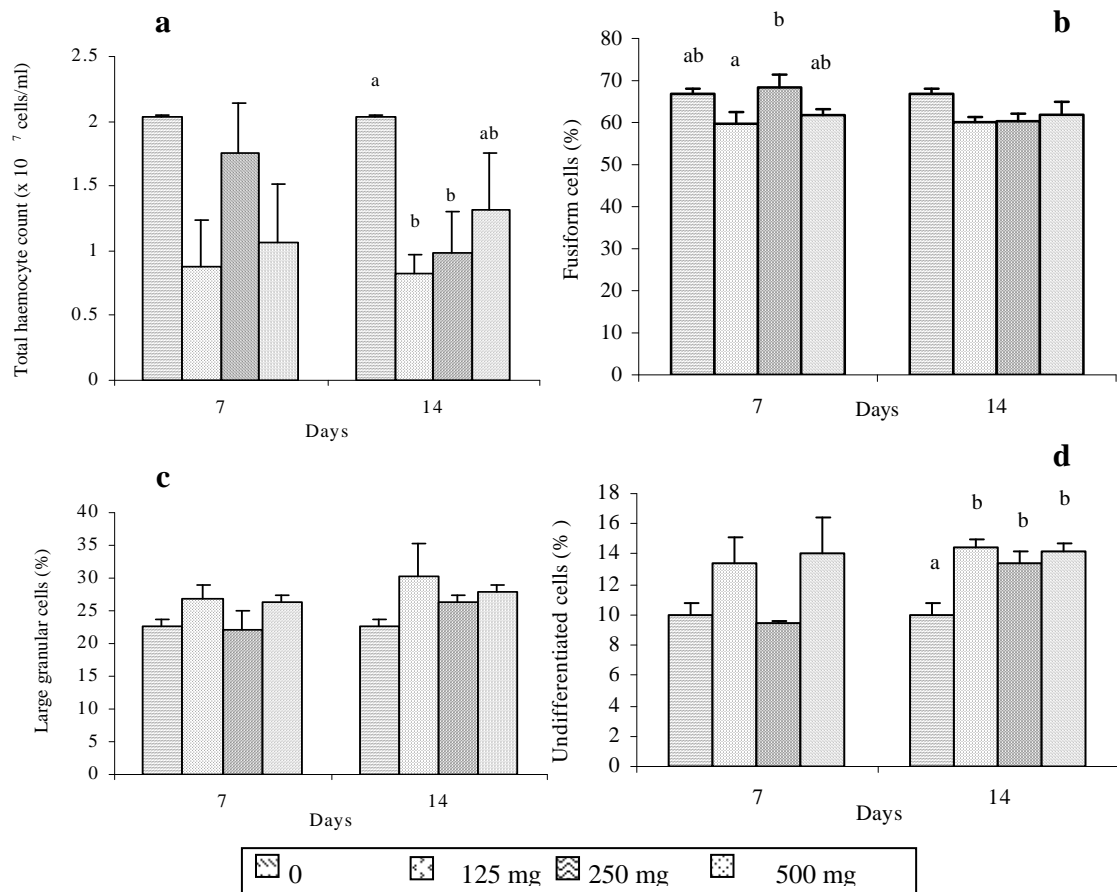 a
2.5
2
1.5
1
0.5
0
a
b
b
ab
Total haemocyte count (x 10 7 cells/ml)
7
14
Days
b
80
70
60
50
40
30
20
10
0
ab
a
b
ab
Fusiform cells (%)
7
Days
14
c
40
35
30
25
20
15
10
5
0
Large granular cells (%)
7
14
Days
d
18
16
14
12
10
8
6
4
2
0
a
b
b
b
Undifferentiated cells (% )
7
14
Days
0 125 mg 250 mg 500 mg